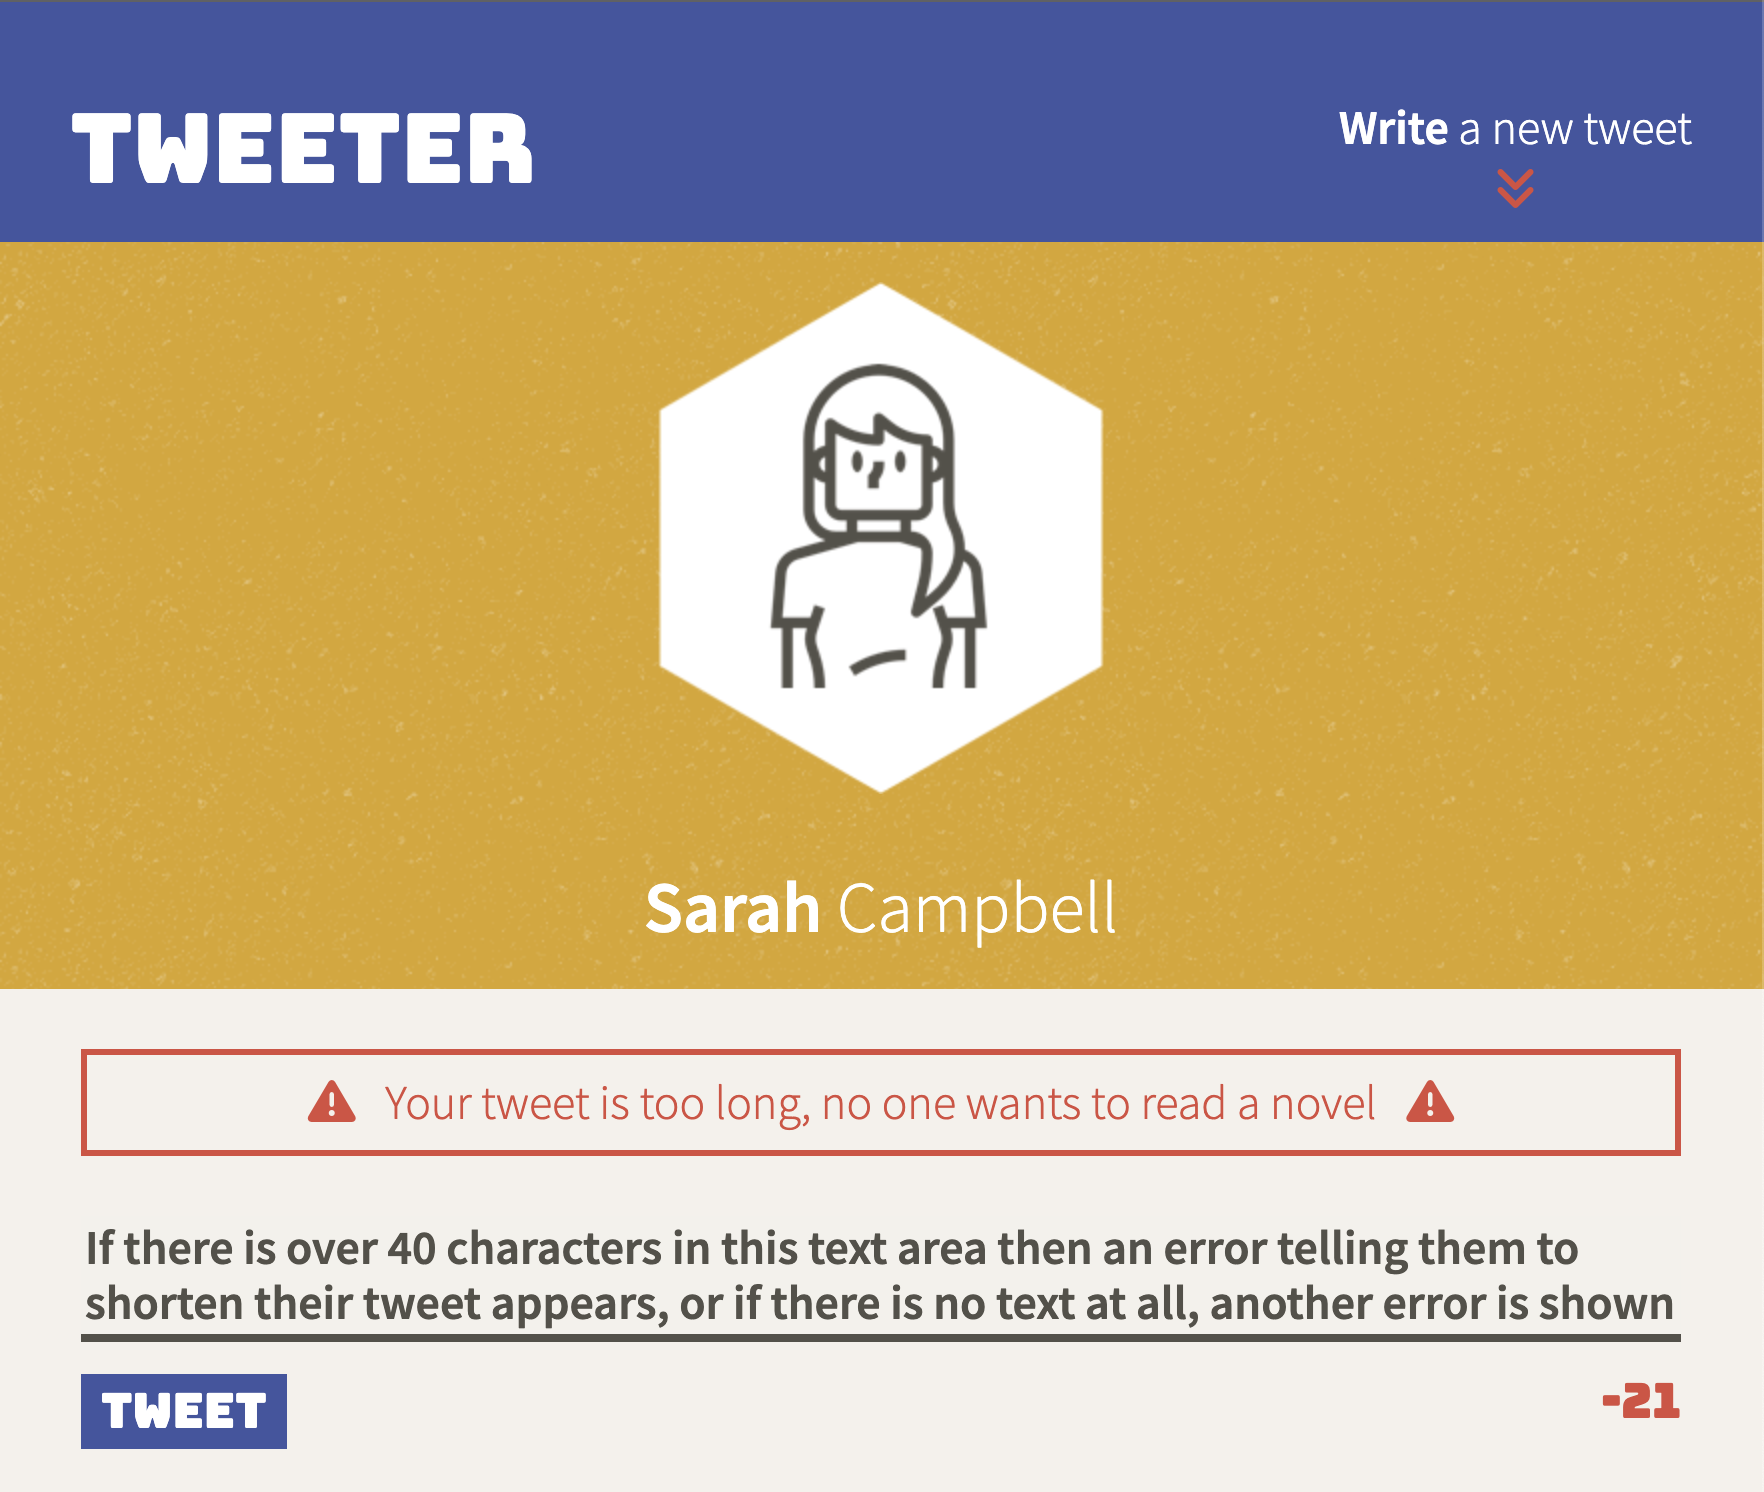 TWEETER
Write a new tweet
Sarah Campbell
Your tweet is too long, no one wants to read a novel
If there is over 40 characters in this text area then an error telling them to
shorten their tweet appears, or if there is no text at all, another error is shown
TWEET
-21